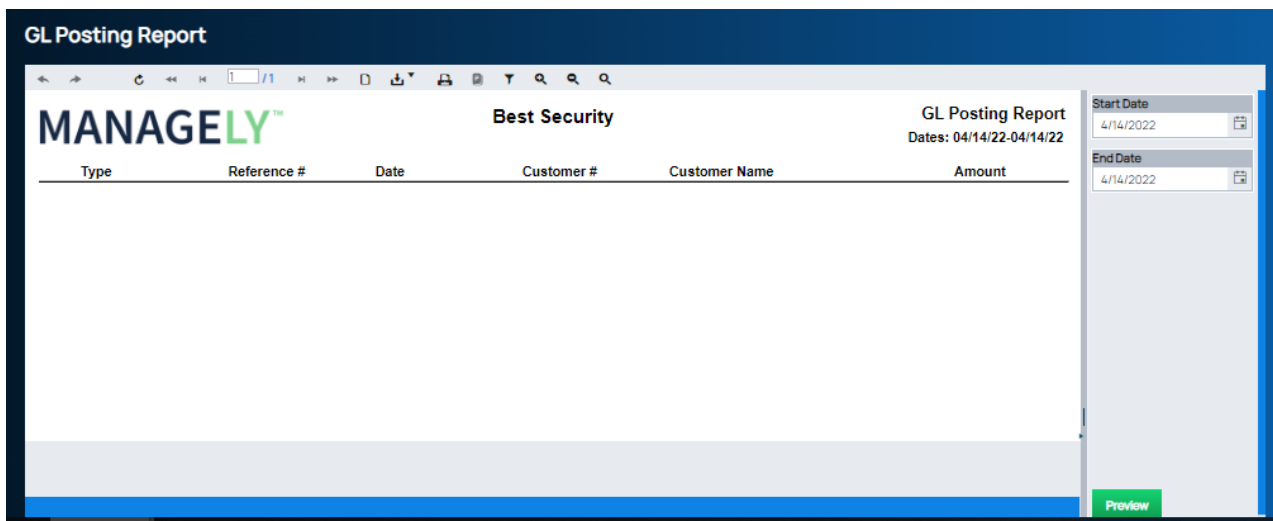 GL Posting Report
1 /1
MANAGELY™
Best Security
GL Posting Report
Dates: 04/14/22-04/14/22
Type Reference # Date Customer # Customer Name Amount
Start Date
4/14/2022
End Date
4/14/2022
Preview